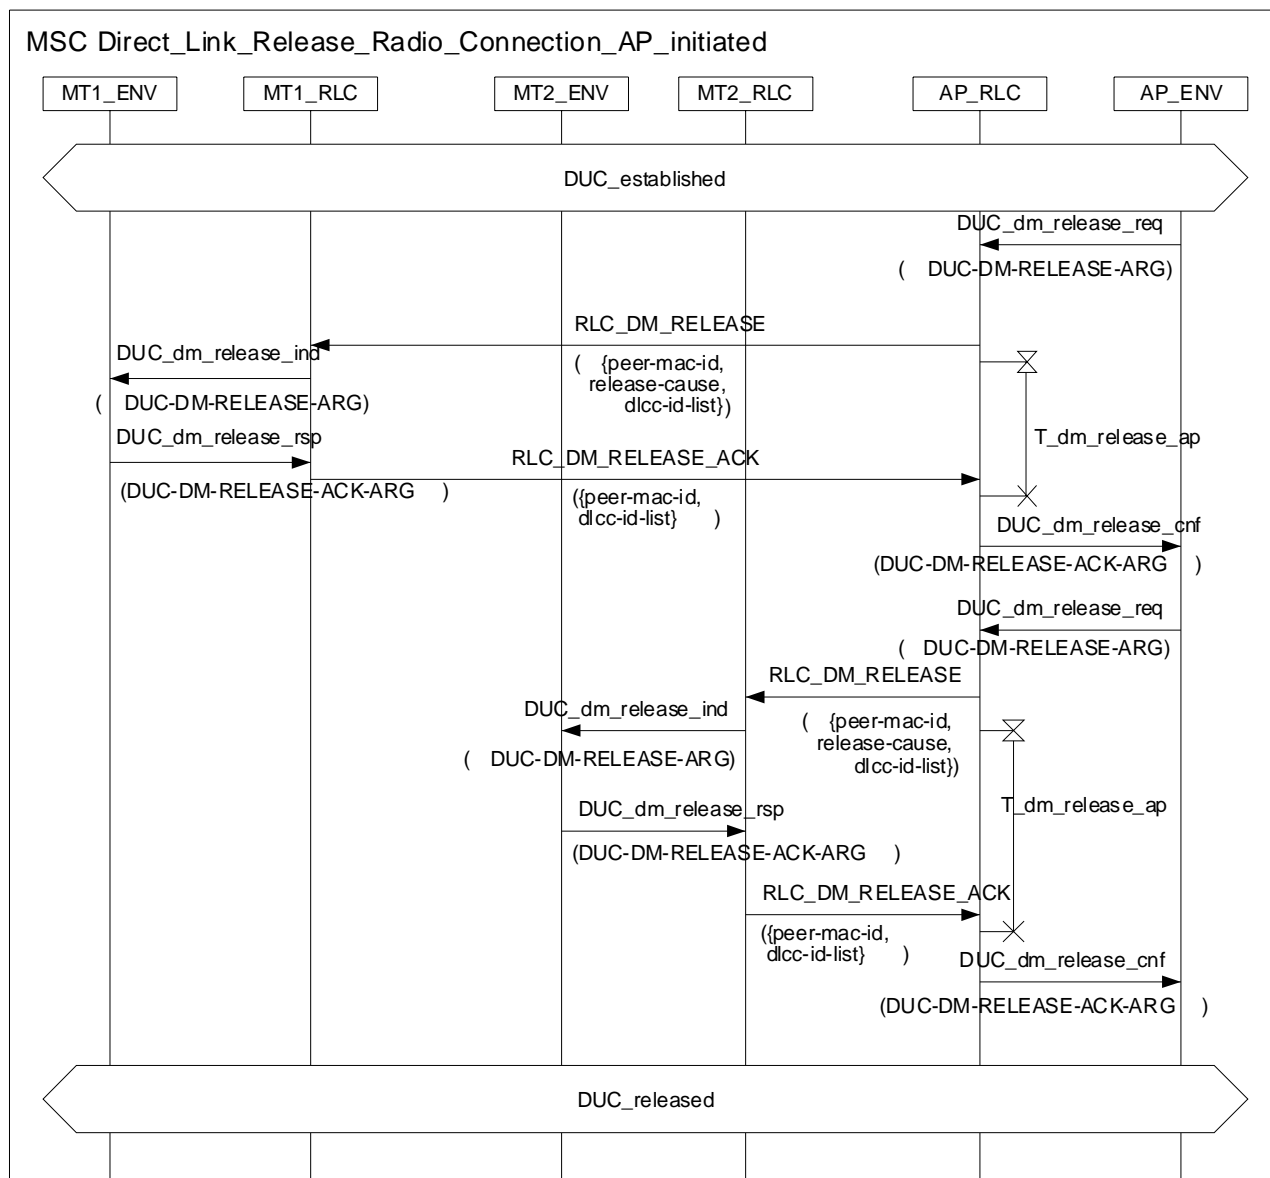 MSC Direct_Link_Release_Radio_Connection_AP_initiated
MT1_ENV
MT1_RLC
MT2_ENV
MT2_RLC
AP_RLC
AP_ENV
DUC_established
DUC_dm_release_req
( DUC-DM-RELEASE-ARG)
RLC_DM_RELEASE
( {peer-mac-id,
release-cause,
dlcc-id-list})
DUC_dm_release_ind
( DUC-DM-RELEASE-ARG)
T_dm_release_ap
DUC_dm_release_rsp
(DUC-DM-RELEASE-ACK-ARG )
RLC_DM_RELEASE_ACK
({peer-mac-id,
dlcc-id-list} )
DUC_dm_release_cnf
(DUC-DM-RELEASE-ACK-ARG )
DUC_dm_release_req
( DUC-DM-RELEASE-ARG)
RLC_DM_RELEASE
( {peer-mac-id,
release-cause,
dlcc-id-list})
DUC_dm_release_ind
( DUC-DM-RELEASE-ARG)
T_dm_release_ap
DUC_dm_release_rsp
(DUC-DM-RELEASE-ACK-ARG )
RLC_DM_RELEASE_ACK
({peer-mac-id,
dlcc-id-list} )
DUC_dm_release_cnf
(DUC-DM-RELEASE-ACK-ARG )
DUC_released